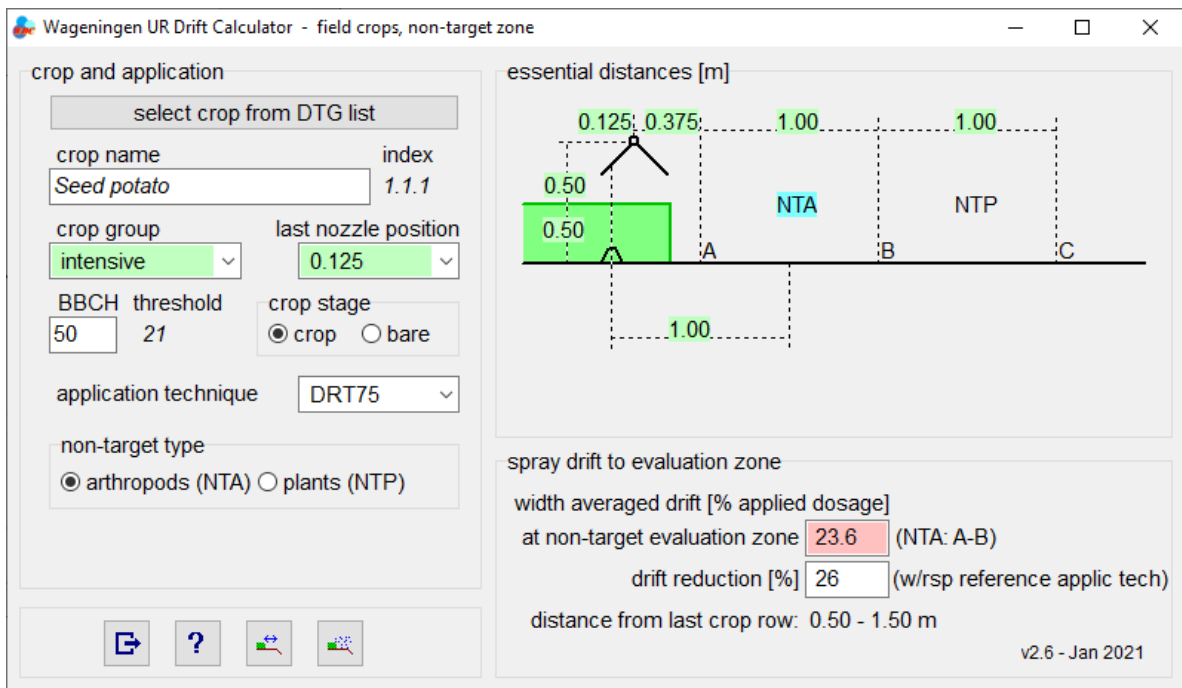 Wageningen UR Drift Calculator - field crops, non-target zone
crop and application
select crop from DTG list
crop name index
Seed potato 1.1.1
crop group last nozzle position
intensive 0.125
BBCH threshold crop stage
50 21 crop bare
application technique DRT75
non-target type
arthropods (NTA) plants (NTP)
?
essential distances [m]
0.125 0.375 1.00 1.00
0.50
NTA NTP
0.50
A B C
1.00
spray drift to evaluation zone
width averaged drift [% applied dosage]
at non-target evaluation zone 23.6 (NTA: A-B)
drift reduction [%] 26 (w/rsp reference applic tech)
distance from last crop row: 0.50 - 1.50 m
v2.6 - Jan 2021